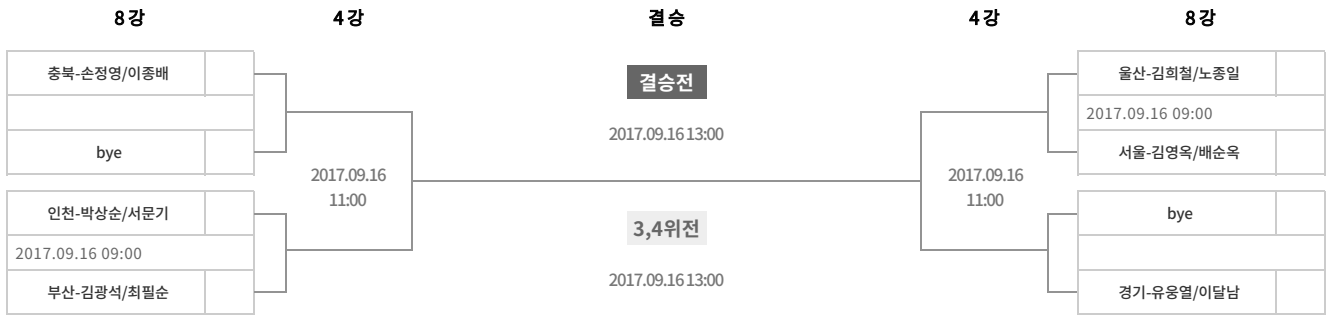 8강
4강
결승
4강
8강
충북-손정영/이종배
bye
인천-박상순/서문기
2017.09.16 09:00
부산-김광석/최필순
2017.09.16
11:00
결승전
2017.09.16 13:00
3,4위전
2017.09.16 13:00
2017.09.16
11:00
울산-김희철/노종일
2017.09.16 09:00
서울-김영옥/배순옥
bye
경기-유웅열/이달남